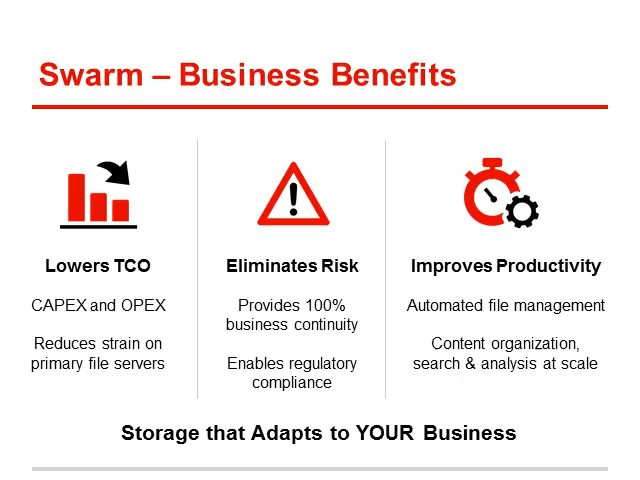 Swarm – Business Benefits
Lowers TCO
CAPEX and OPEX
Reduces strain on
primary file servers
Eliminates Risk
Provides 100%
business continuity
Enables regulatory
compliance
Improves Productivity
Automated file management
Content organization,
search & analysis at scale
Storage that Adapts to YOUR Business